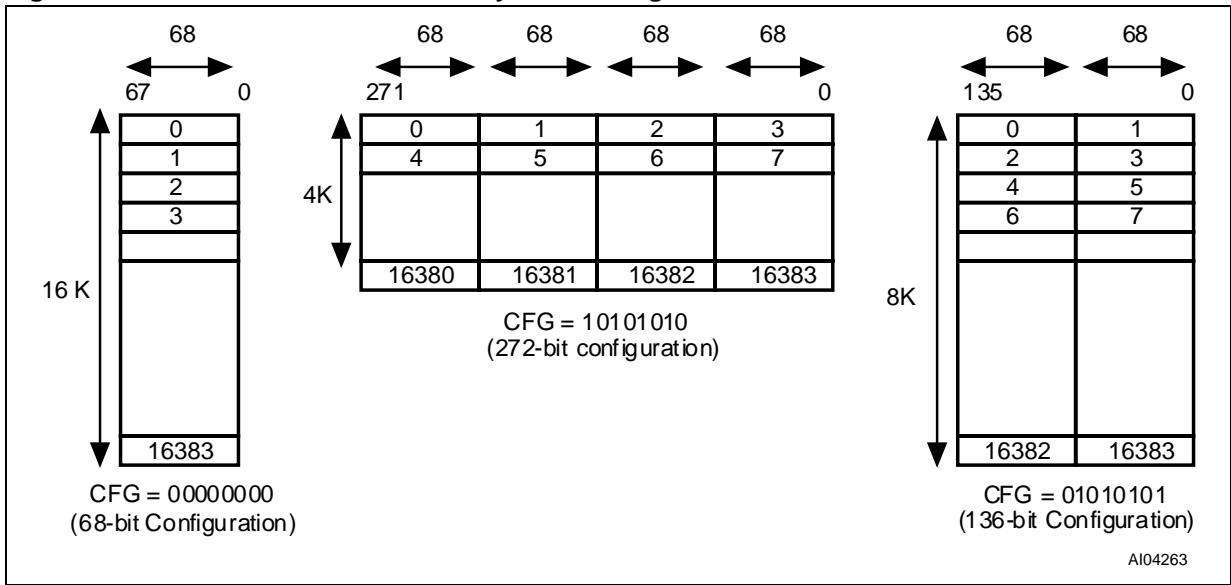 68
67 0
0
1
2
3
16383
16 K
CFG = 00000000
(68-bit Configuration)
68 68 68 68
271 0
0 1 2 3
4 5 6 7
16380 16381 16382 16383
4K
CFG = 10101010
(272-bit configuration)
68 68
135 0
0 1
2 3
4 5
6 7
16382 16383
8K
CFG = 01010101
(136-bit Configuration)
AI04263